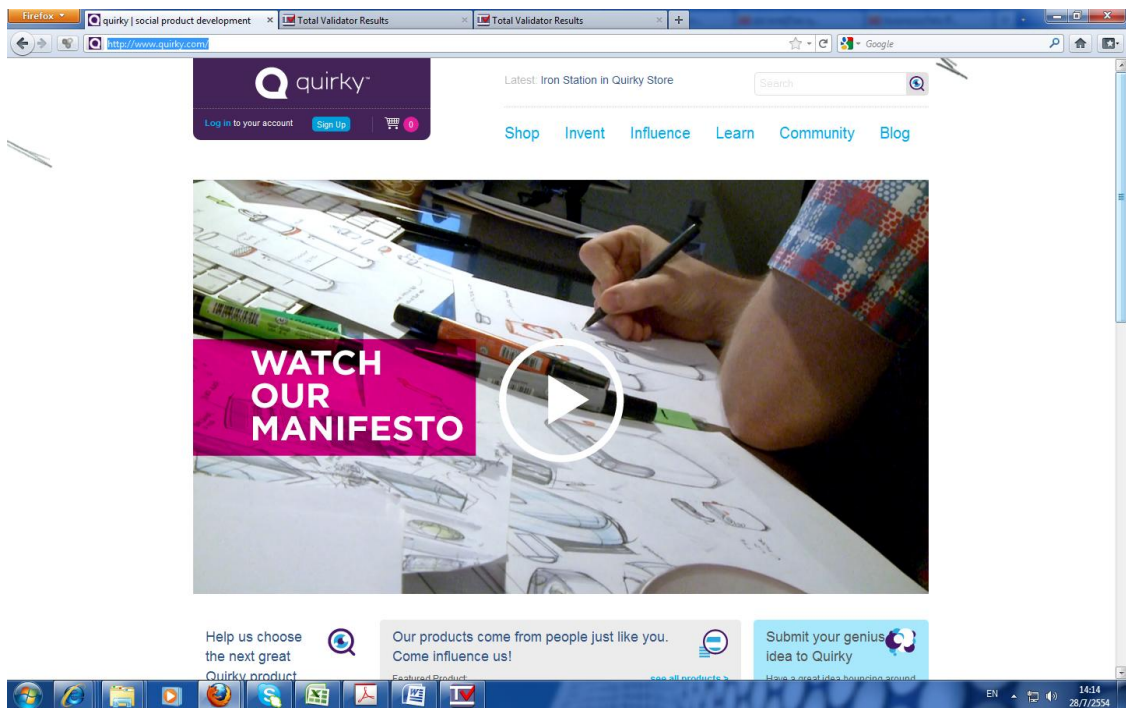 Firefox
quirky | social product development
Total Validator Results
Total Validator Results
http://www.quirky.com/
Google
quirky
Latest: Iron Station in Quirky Store
Search
Log in to your account
Sign Up
0
Shop Invent Influence Learn Community Blog
WATCH
OUR
MANIFESTO
Help us choose
the next great
Quirky product
Our products come from people just like you.
Come influence us!
Featured Product:
see all products >
Submit your genius
idea to Quirky
Have a great idea bouncing around
EN
14:14
28/7/2554